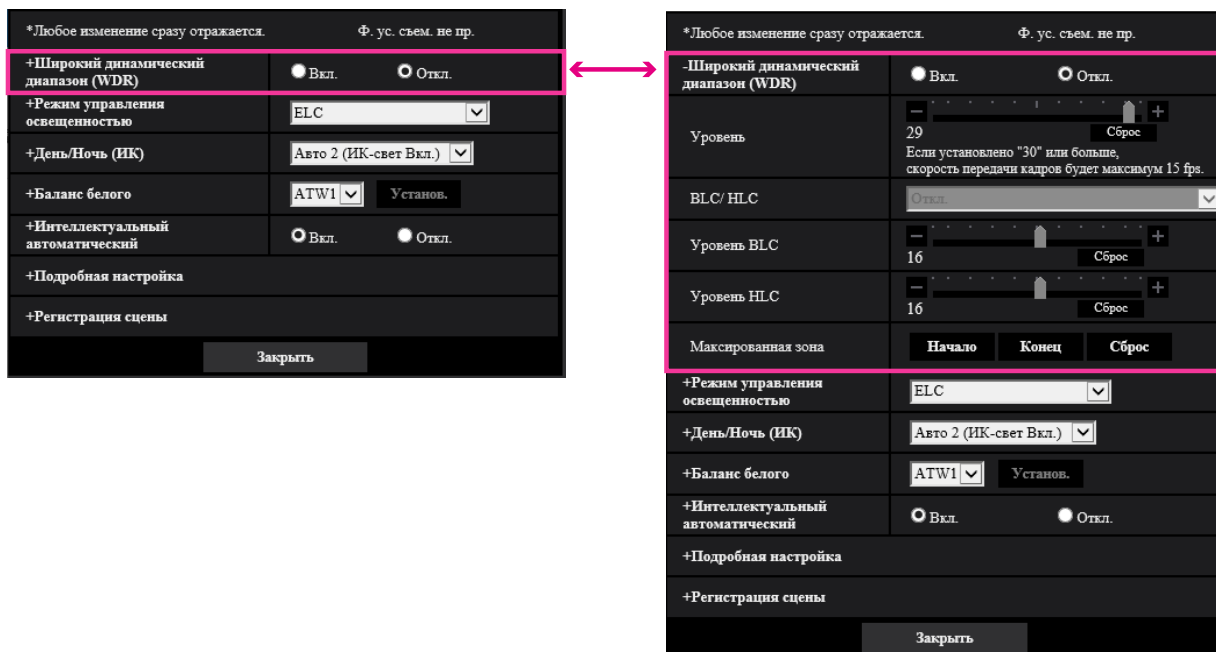 *Любое изменение сразу отражается. Ф. ус. съем. не пр.
+Широкий динамический
диапазон (WDR)
Вкл. Откл.
+Режим управления
освещенностью
ELC
+День/Ночь (ИК)
Авто 2 (ИК-свет Вкл.)
+Баланс белого
ATW1 Установ.
+Интеллектуальный
автоматический
Вкл. Откл.
+Подробная настройка
+Регистрация сцены
Закрыть
*Любое изменение сразу отражается. Ф. ус. съем. не пр.
-Широкий динамический
диапазон (WDR)
Вкл. Откл.
Уровень
29 Сброс
Если установлено "30" или больше,
скорость передачи кадров будет максимум 15 fps.
BLC/ HLC
Откл.
Уровень BLC
16 Сброс
Уровень HLC
16 Сброс
Максированная зона
Начало Конец Сброс
+Режим управления
освещенностью
ELC
+День/Ночь (ИК)
Авто 2 (ИК-свет Вкл.)
+Баланс белого
ATW1 Установ.
+Интеллектуальный
автоматический
Вкл. Откл.
+Подробная настройка
+Регистрация сцены
Закрыть